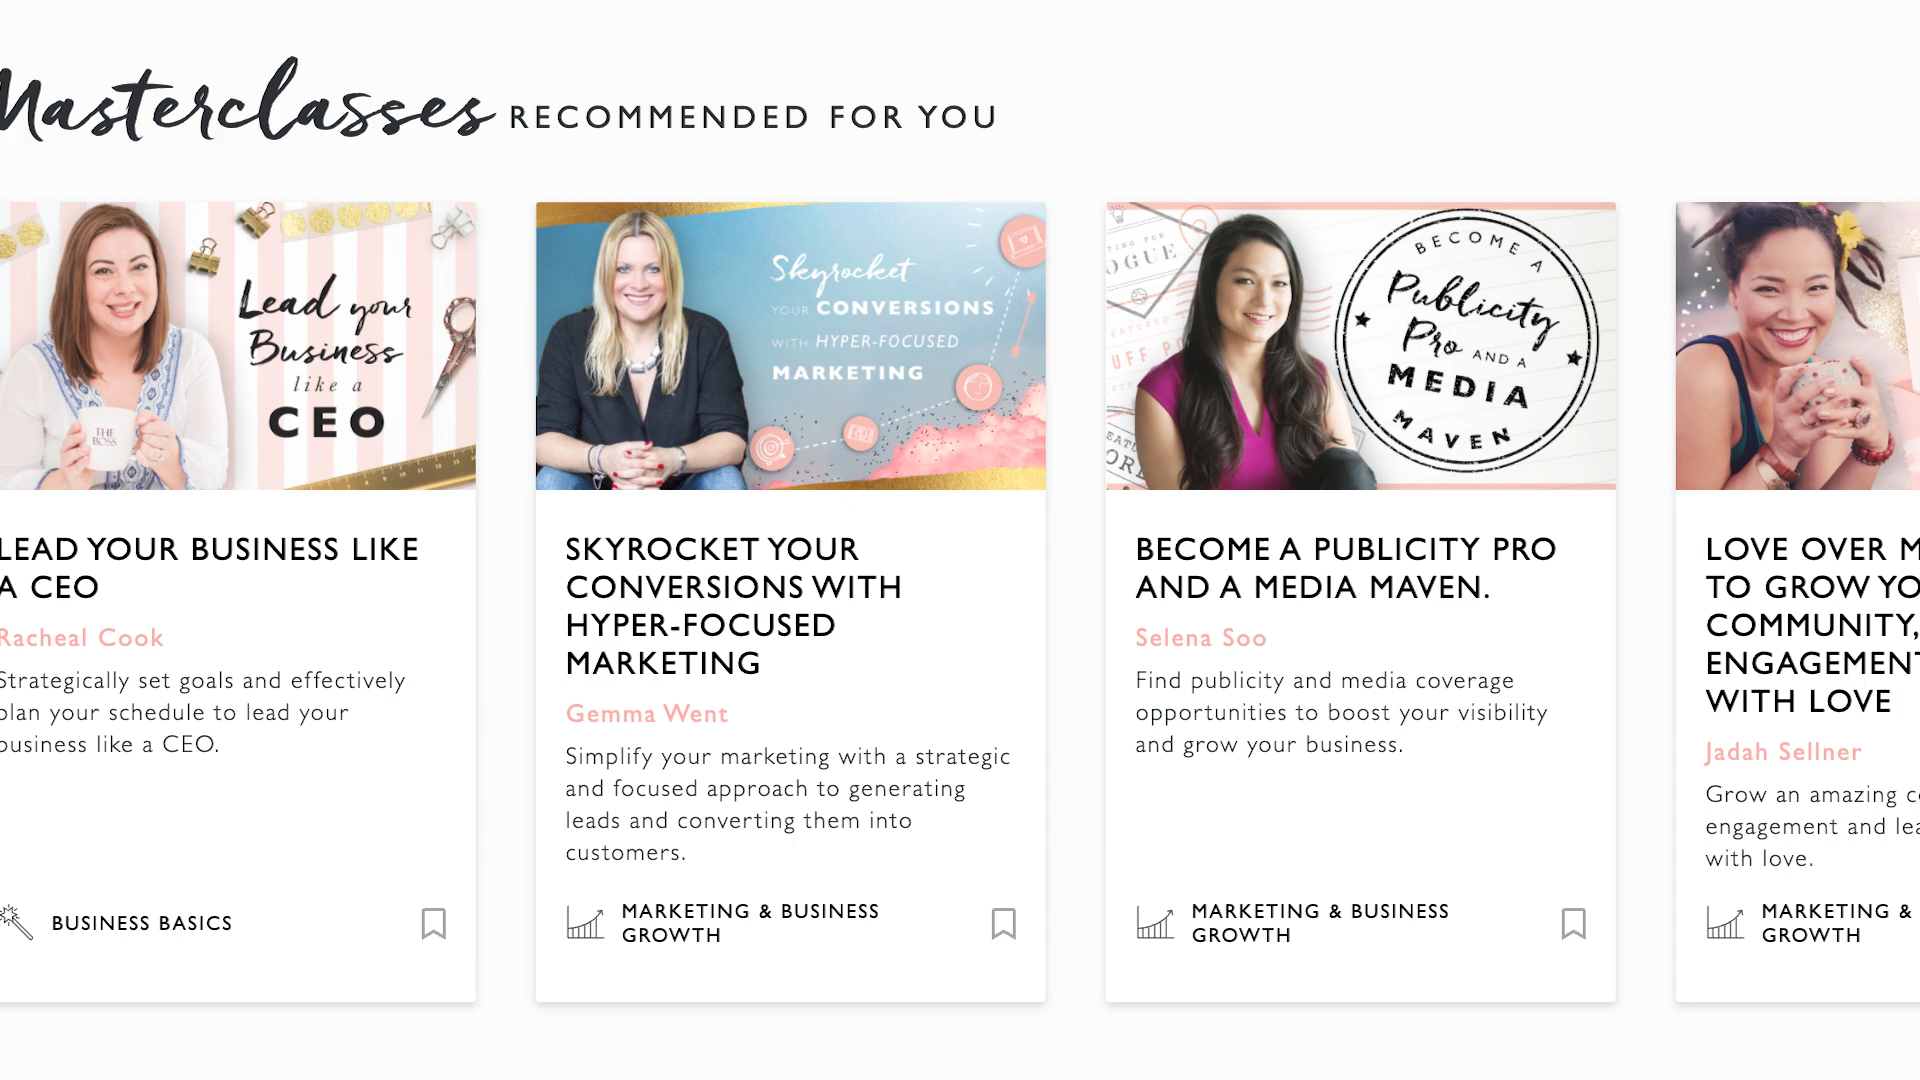 Masterclasses RECOMMENDED FOR YOU
Lead your
Business
like a
CEO
THE
BOSS
LEAD YOUR BUSINESS LIKE
A CEO
Racheal Cook
Strategically set goals and effectively
plan your schedule to lead your
business like a CEO.
BUSINESS BASICS
Skyrocket
YOUR CONVERSIONS
WITH HYPER-FOCUSED
MARKETING
SKYROCKET YOUR
CONVERSIONS WITH
HYPER-FOCUSED
MARKETING
Gemma Went
Simplify your marketing with a strategic
and focused approach to generating
leads and converting them into
customers.
MARKETING & BUSINESS
GROWTH
BECOME A
Publicity
Pro AND A
MEDIA
MAVEN
BECOME A PUBLICITY PRO
AND A MEDIA MAVEN.
Selena Soo
Find publicity and media coverage
opportunities to boost your visibility
and grow your business.
MARKETING & BUSINESS
GROWTH
LOVE OVER M
TO GROW YO
COMMUNITY,
ENGAGEMENT
WITH LOVE
Jadah Sellner
Grow an amazing c
engagement and lea
with love.
MARKETING &
GROWTH